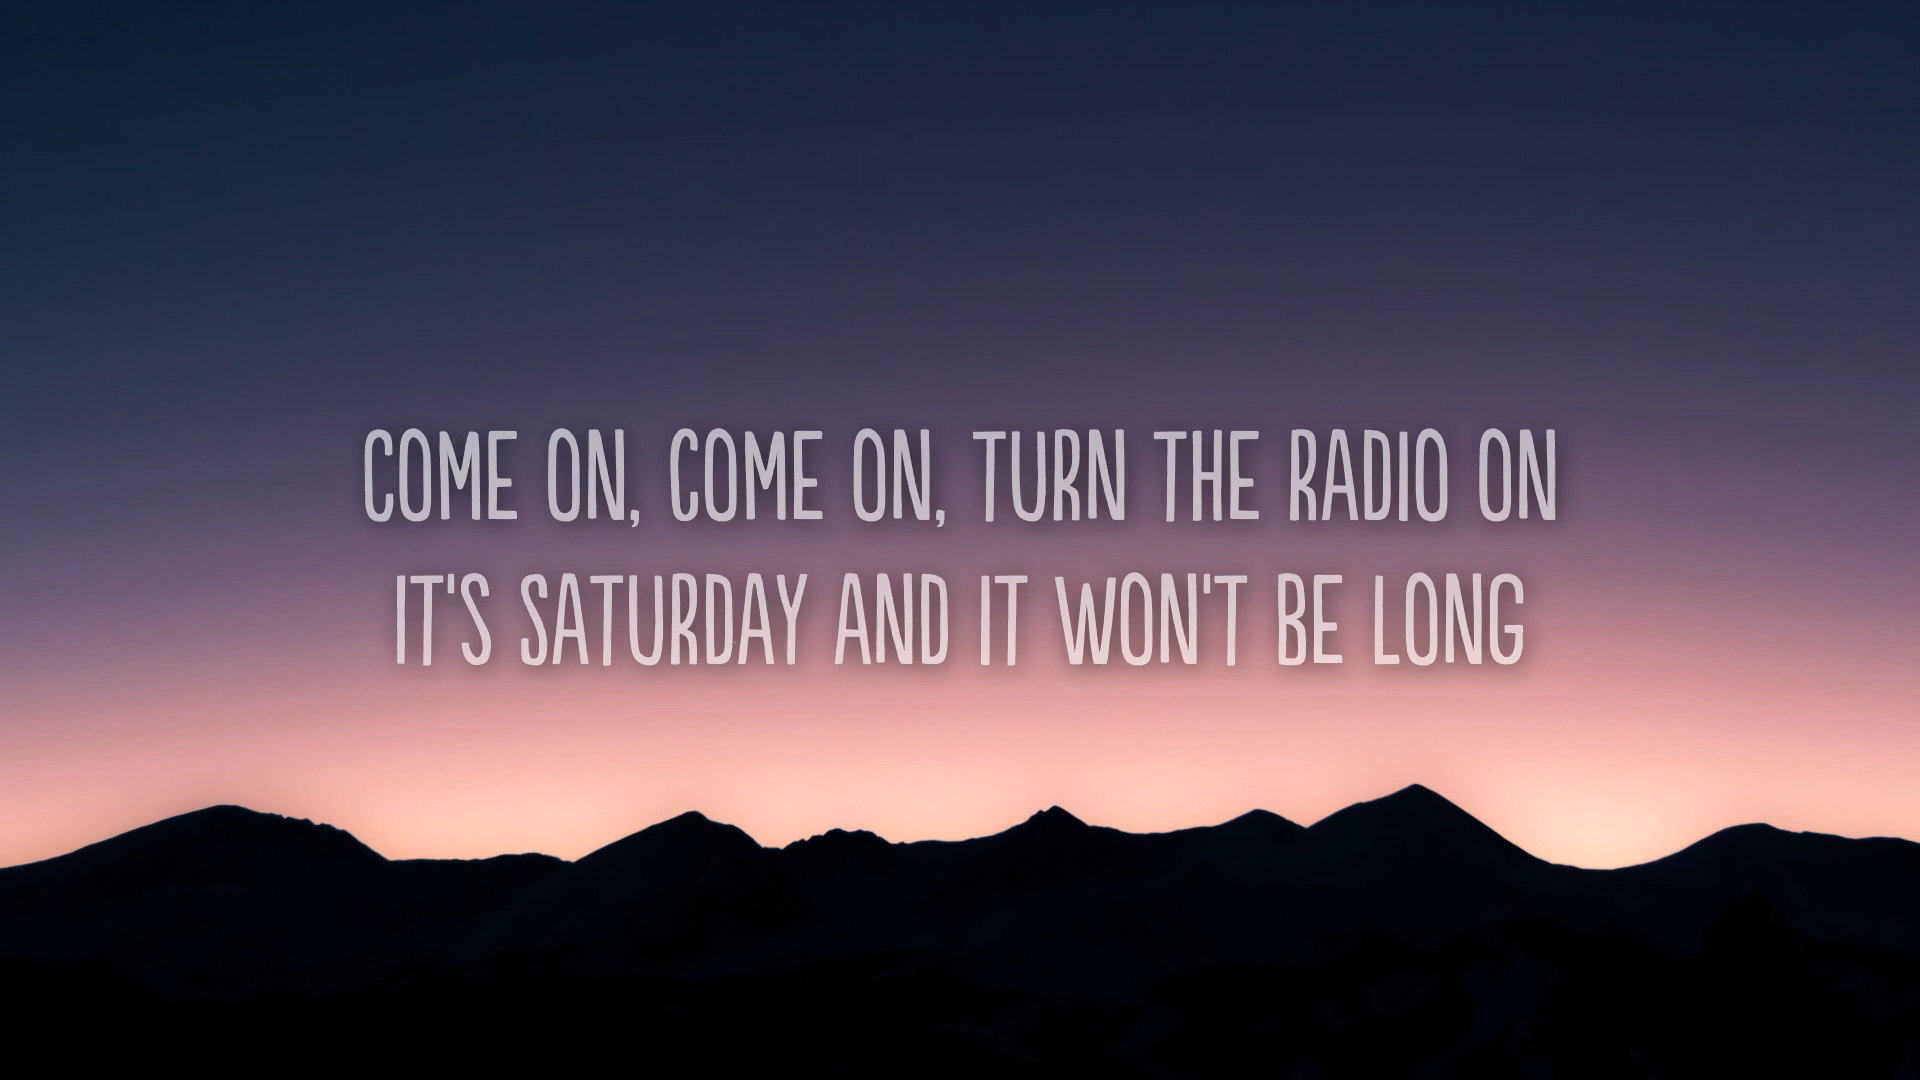 COME ON, COME ON, TURN THE RADIO ON
IT'S SATURDAY AND IT WON'T BE LONG